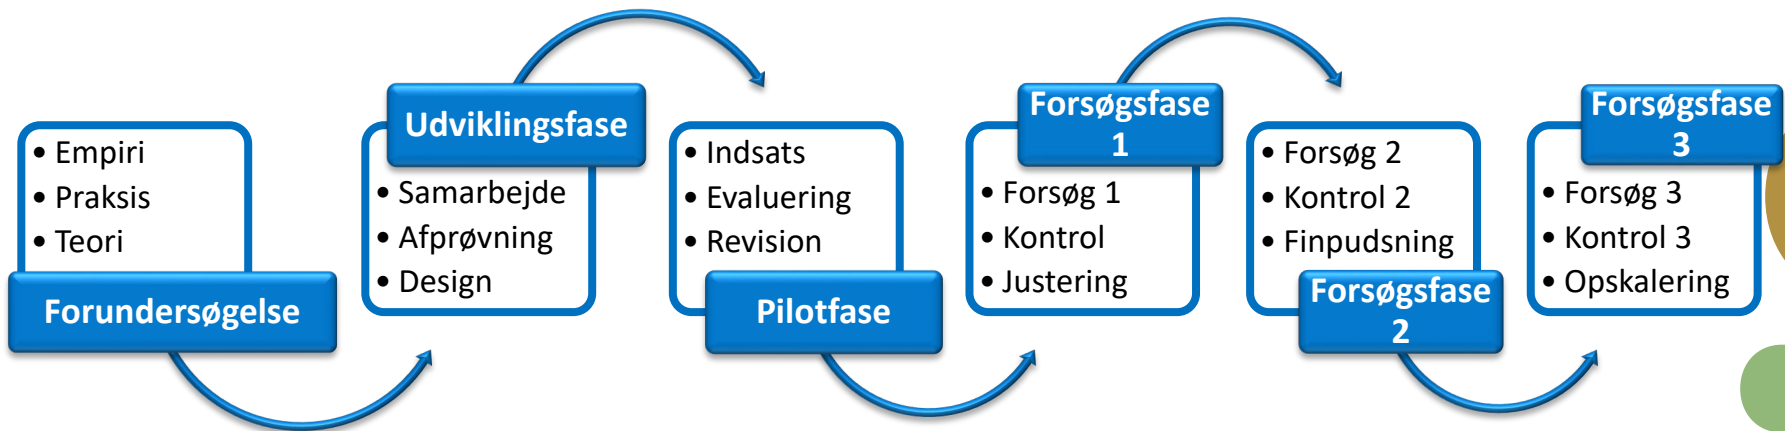 • Empiri
• Praksis
• Teori
Forundersøgelse
Udviklingsfase
• Samarbejde
• Afprøvning
• Design
• Indsats
• Evaluering
• Revision
Pilotfase
Forsøgsfase
1
• Forsøg 1
• Kontrol
• Justering
• Forsøg 2
• Kontrol 2
• Finpudsning
Forsøgsfase
2
Forsøgsfase
3
• Forsøg 3
• Kontrol 3
• Opskalering